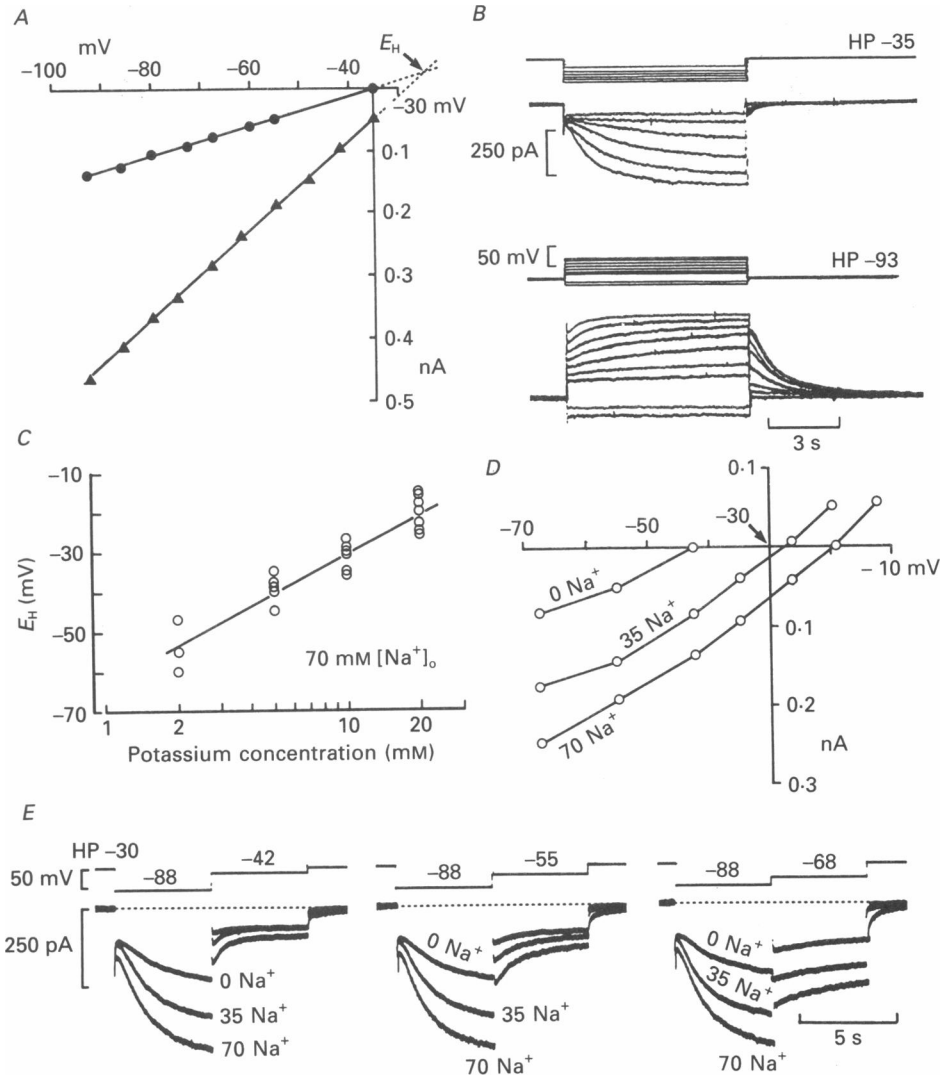 A
mV
−100 −80 −60 −40
E_H
−30 mV
0·1
0·2
0·3
0·4
nA
0·5
B
HP −35
250 pA
50 mV
HP −93
3 s
C
−10
−30
−50
−70
E_H (mV)
70 mM [Na⁺]ₒ
1 2 10 20
Potassium concentration (mM)
D
0·1
−70 −50 −30
−10 mV
0 Na⁺
35 Na⁺
70 Na⁺
0·1
0·2
nA
0·3
E
HP −30
50 mV
−88 −42
250 pA
0 Na⁺
35 Na⁺
70 Na⁺
−88 −55
0 Na⁺
35 Na⁺
70 Na⁺
−88 −68
0 Na⁺
35 Na⁺
70 Na⁺
5 s